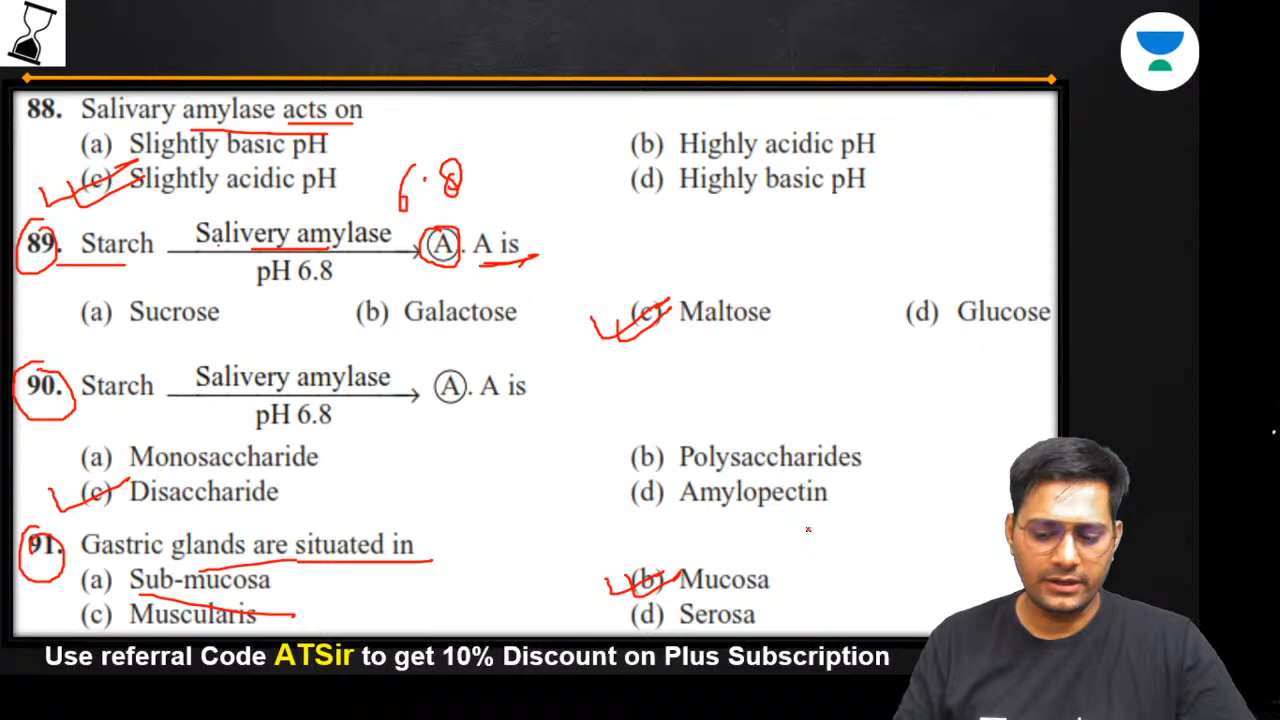 88. Salivary amylase acts on
(a) Slightly basic pH (b) Highly acidic pH
(c) Slightly acidic pH (d) Highly basic pH
6.8
Salivery amylase
89. Starch → A. A is
pH 6.8
(a) Sucrose (b) Galactose (c) Maltose (d) Glucose
Salivery amylase
90. Starch → A. A is
pH 6.8
(a) Monosaccharide (b) Polysaccharides
(c) Disaccharide (d) Amylopectin
91. Gastric glands are situated in
(a) Sub-mucosa (b) Mucosa
(c) Muscularis (d) Serosa
Use referral Code ATSir to get 10% Discount on Plus Subscription